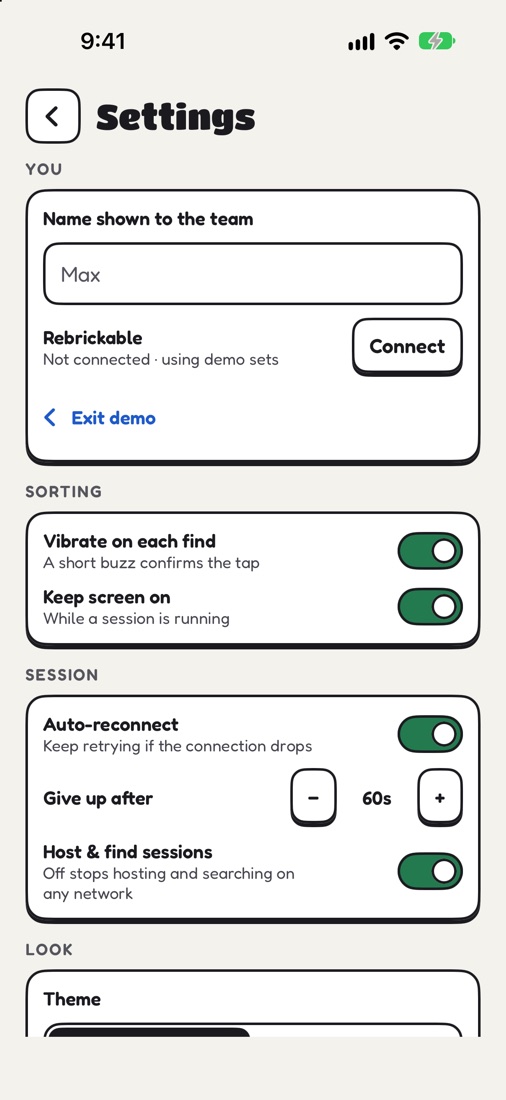 9:41
Settings
YOU
Name shown to the team
Max
Rebrickable
Not connected · using demo sets
Connect
Exit demo
SORTING
Vibrate on each find
A short buzz confirms the tap
Keep screen on
While a session is running
SESSION
Auto-reconnect
Keep retrying if the connection drops
Give up after
−
60s
+
Host & find sessions
Off stops hosting and searching on
any network
LOOK
Theme